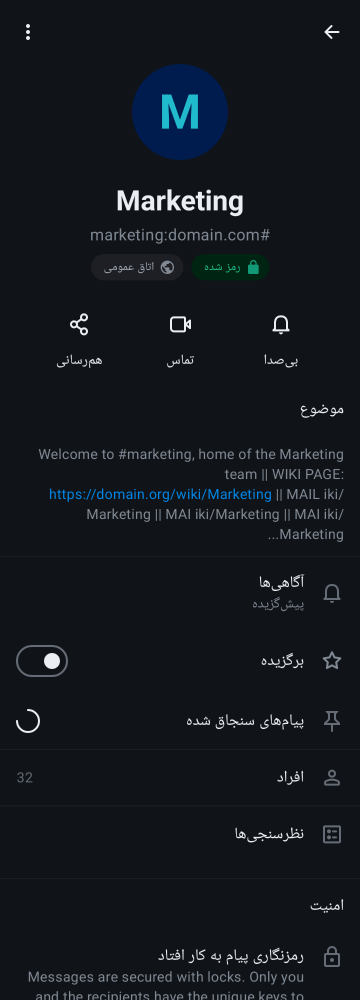 M
Marketing
marketing:domain.com#
رمز شده
اتاق عمومی
بی‌صدا
تماس
هم‌رسانی
موضوع
Welcome to #marketing, home of the Marketing
team || WIKI PAGE:
https://domain.org/wiki/Marketing || MAIL iki/
Marketing || MAI iki/Marketing || MAI iki/
...Marketing
آگاهی‌ها
پیش‌گزیده
برگزیده
پیام‌های سنجاق شده
افراد
32
نظرسنجی‌ها
امنیت
رمزنگاری پیام به کار افتاد
Messages are secured with locks. Only you
and the recipients have the unique keys to